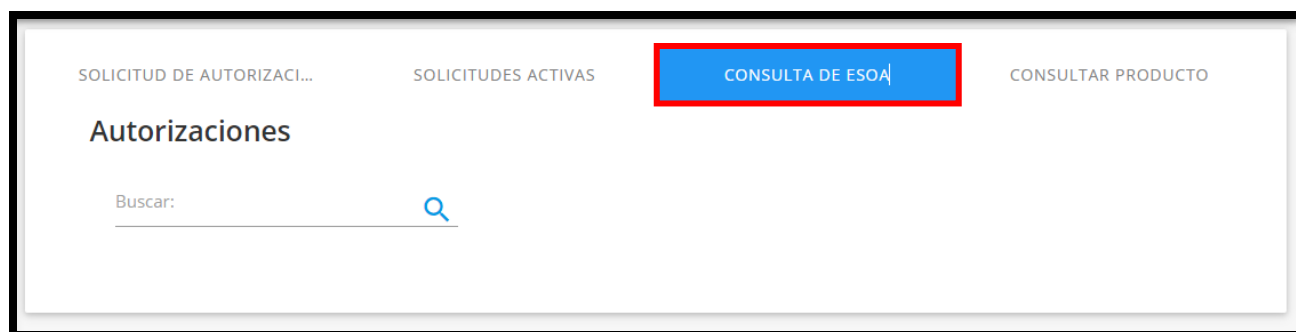 SOLICITUD DE AUTORIZACI...
SOLICITUDES ACTIVAS
CONSULTA DE ESOA
CONSULTAR PRODUCTO
Autorizaciones
Buscar: